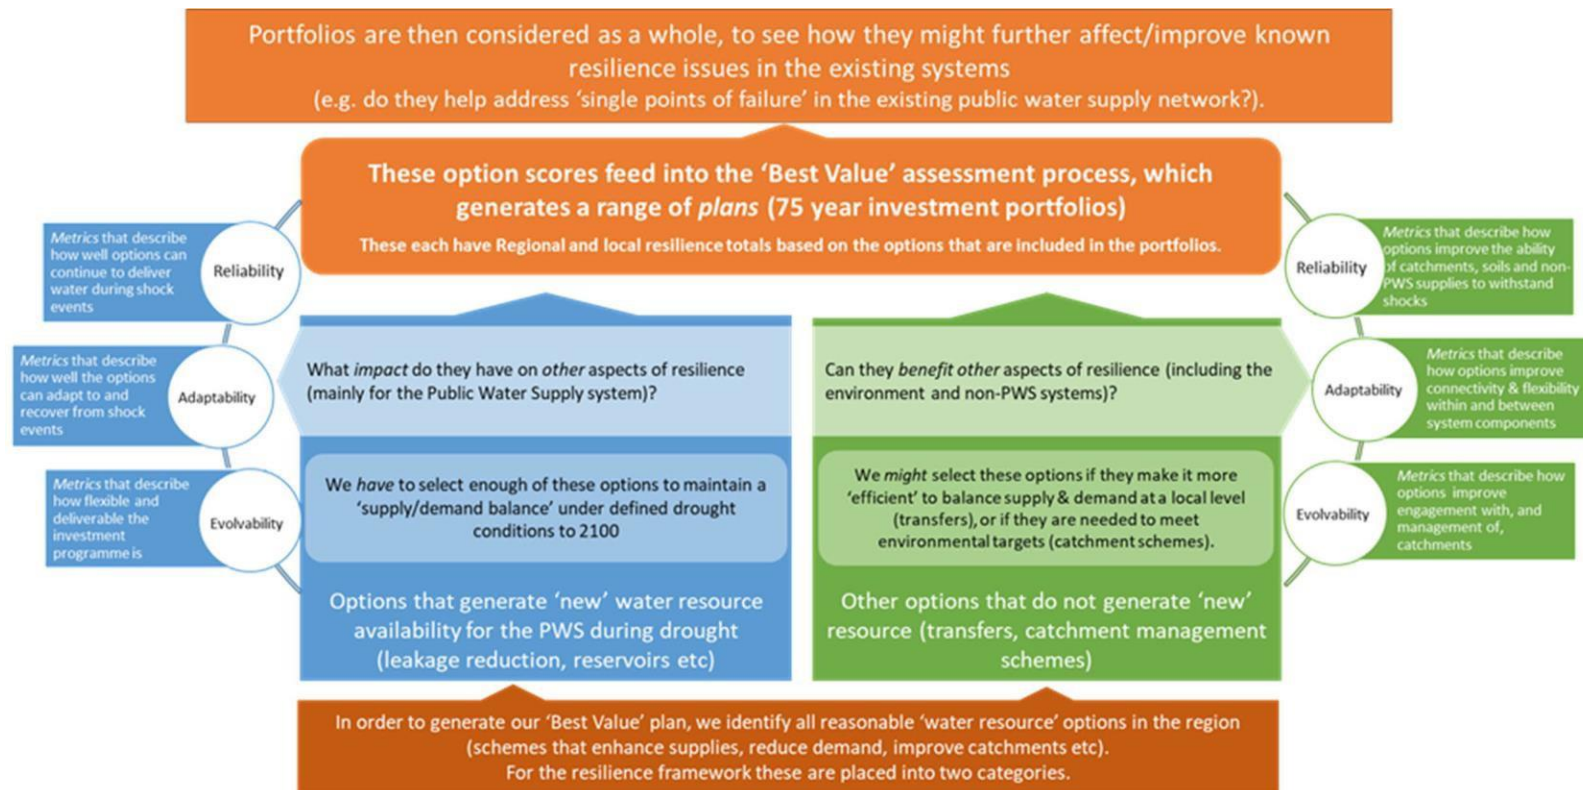 Portfolios are then considered as a whole, to see how they might further affect/improve known
resilience issues in the existing systems
(e.g. do they help address ‘single points of failure’ in the existing public water supply network?).
These option scores feed into the ‘Best Value’ assessment process, which
generates a range of plans (75 year investment portfolios)
These each have Regional and local resilience totals based on the options that are included in the portfolios.
Metrics that describe
how well options can
continue to deliver
water during shock
events
Reliability
Metrics that describe
how well the options
can adapt to and
recover from shock
events
Adaptability
Metrics that describe
how flexible and
deliverable the
investment
programme is
Evolvability
What impact do they have on other aspects of resilience
(mainly for the Public Water Supply system)?
We have to select enough of these options to maintain a
‘supply/demand balance’ under defined drought
conditions to 2100
Options that generate ‘new’ water resource
availability for the PWS during drought
(leakage reduction, reservoirs etc)
Can they benefit other aspects of resilience (including the
environment and non-PWS systems)?
We might select these options if they make it more
‘efficient’ to balance supply & demand at a local level
(transfers), or if they are needed to meet
environmental targets (catchment schemes).
Other options that do not generate ‘new’
resource (transfers, catchment management
schemes)
Reliability
Metrics that describe how
options improve the ability
of catchments, soils and non-
PWS supplies to withstand
shocks
Adaptability
Metrics that describe
how options improve
connectivity & flexibility
within and between
system components
Evolvability
Metrics that describe how
options improve
engagement with, and
management of,
catchments
In order to generate our ‘Best Value’ plan, we identify all reasonable ‘water resource’ options in the region
(schemes that enhance supplies, reduce demand, improve catchments etc).
For the resilience framework these are placed into two categories.